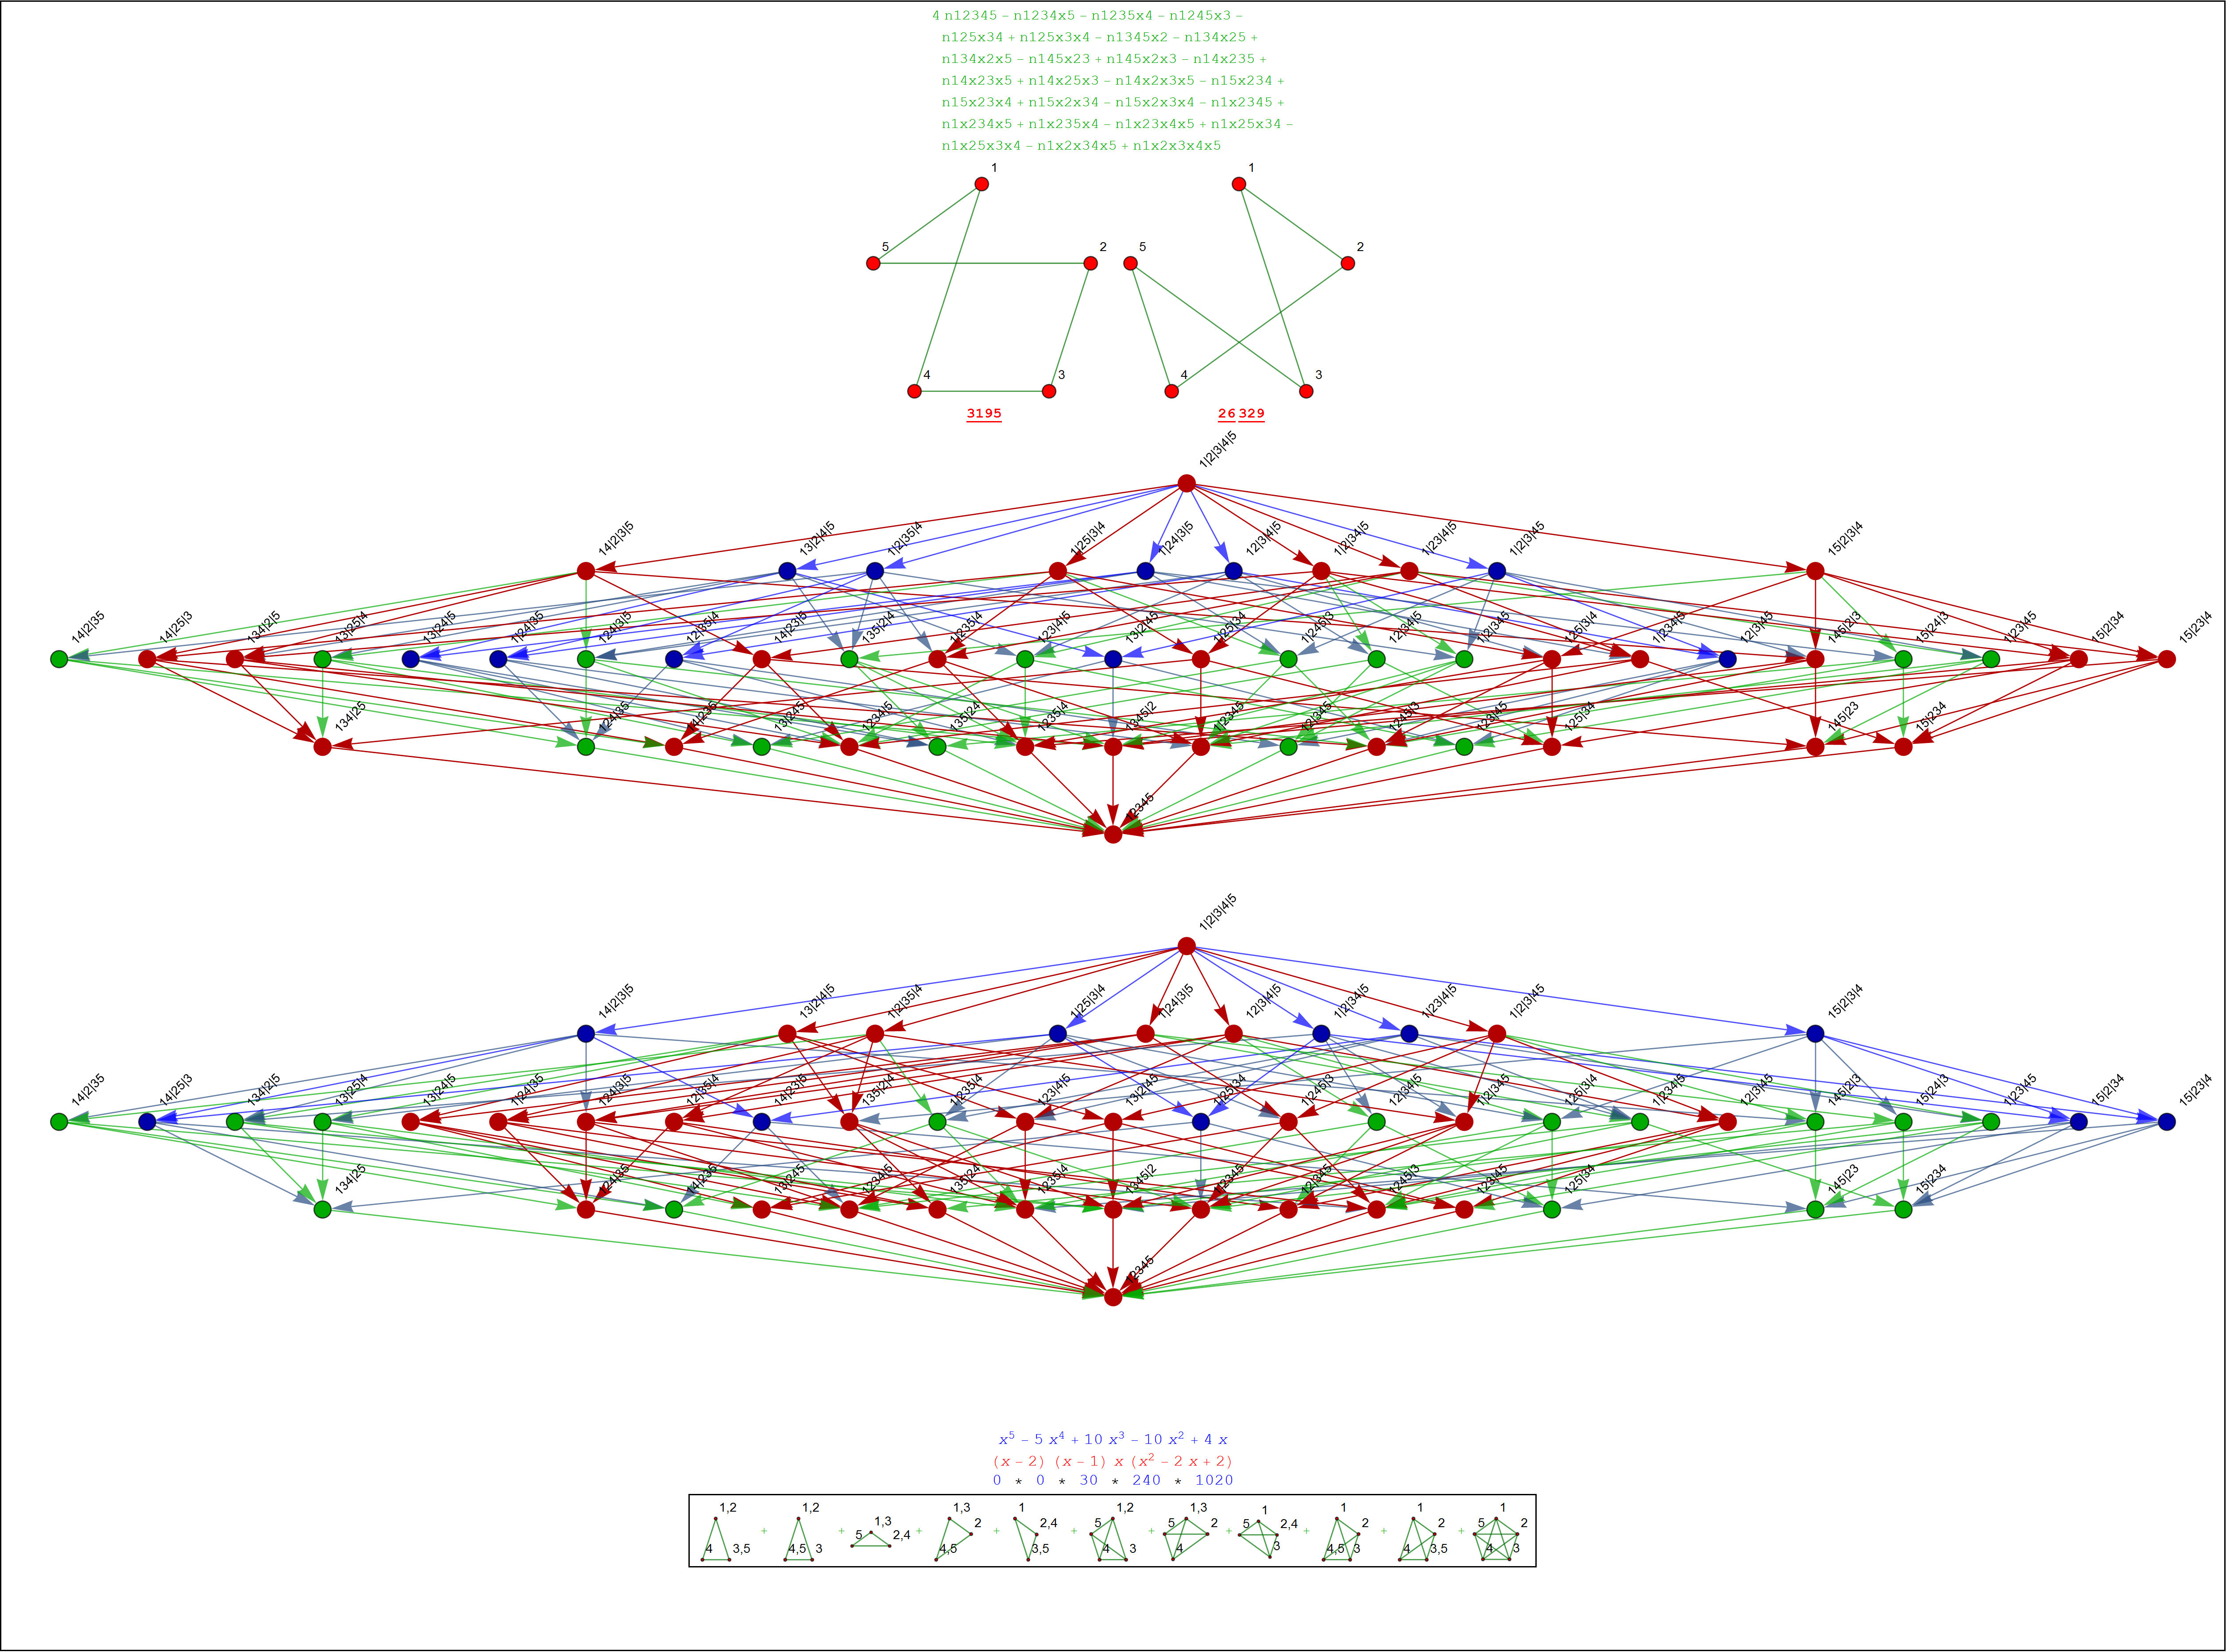 4 n12345 − n1234x5 − n1235x4 − n1245x3 −
n125x34 + n125x3x4 − n1345x2 − n134x25 +
n134x2x5 − n145x23 + n145x2x3 − n14x235 +
n14x23x5 + n14x25x3 − n14x2x3x5 − n15x234 +
n15x23x4 + n15x2x34 − n15x2x3x4 − n1x2345 +
n1x234x5 + n1x235x4 − n1x23x4x5 + n1x25x34 −
n1x25x3x4 − n1x2x34x5 + n1x2x3x4x5
1 1
5 2 5 2
4 3 4 3
3195 26 329
1|2|3|4|5
14|2|3|5 13|2|4|5 1|2|35|4 1|25|3|4 1|24|3|5 12|3|4|5 1|2|34|5 1|23|4|5 1|2|3|45 15|2|3|4
14|2|35 14|25|3 134|2|5 13|25|4 13|24|5 1|24|35 124|3|5 12|35|4 14|23|5 135|2|4 1|235|4 123|4|5 13|2|45 1|25|34 1|245|3 12|34|5 1|2|345 125|3|4 1|234|5 12|3|45 145|2|3 15|24|3 1|23|45 15|2|34 15|23|4
134|25 124|35 14|235 13|245 1234|5 135|24 1235|4 1345|2 1|2345 12|345 1245|3 123|45 125|34 145|23 15|234
12345
1|2|3|4|5
14|2|3|5 13|2|4|5 1|2|35|4 1|25|3|4 1|24|3|5 12|3|4|5 1|2|34|5 1|23|4|5 1|2|3|45 15|2|3|4
14|2|35 14|25|3 134|2|5 13|25|4 13|24|5 1|24|35 124|3|5 12|35|4 14|23|5 135|2|4 1|235|4 123|4|5 13|2|45 1|25|34 1|245|3 12|34|5 1|2|345 125|3|4 1|234|5 12|3|45 145|2|3 15|24|3 1|23|45 15|2|34 15|23|4
134|25 124|35 14|235 13|245 1234|5 135|24 1235|4 1345|2 1|2345 12|345 1245|3 123|45 125|34 145|23 15|234
12345
x⁵ − 5 x⁴ + 10 x³ − 10 x² + 4 x
(x − 2) (x − 1) x (x² − 2 x + 2)
0 * 0 * 30 * 240 * 1020
1,2 1,2 1,3 1,3 1 1,2 1,3 1 1 1 1
+ + 5 2,4 + 2 + 2,4 + 5 + 5 2 + 5 2,4 + 2 + 2 + 5 2
4 3,5 4,5 3 4,5 3,5 4 3 4 3 4,5 3 4 3,5 4 3